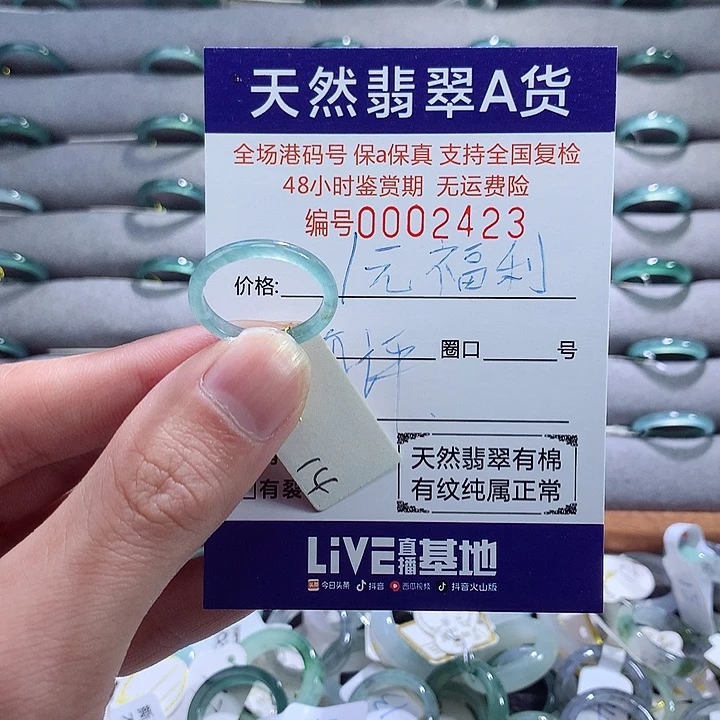 天然翡翠A货
全场港码号 保a保真 支持全国复检
48小时鉴赏期 无运费险
编号0002423
价格: 1元福利
评 圈口 号
天然翡翠有棉
有裂
有纹纯属正常
LiVE直播基地
今日头条 抖音 西瓜视频 抖音火山版